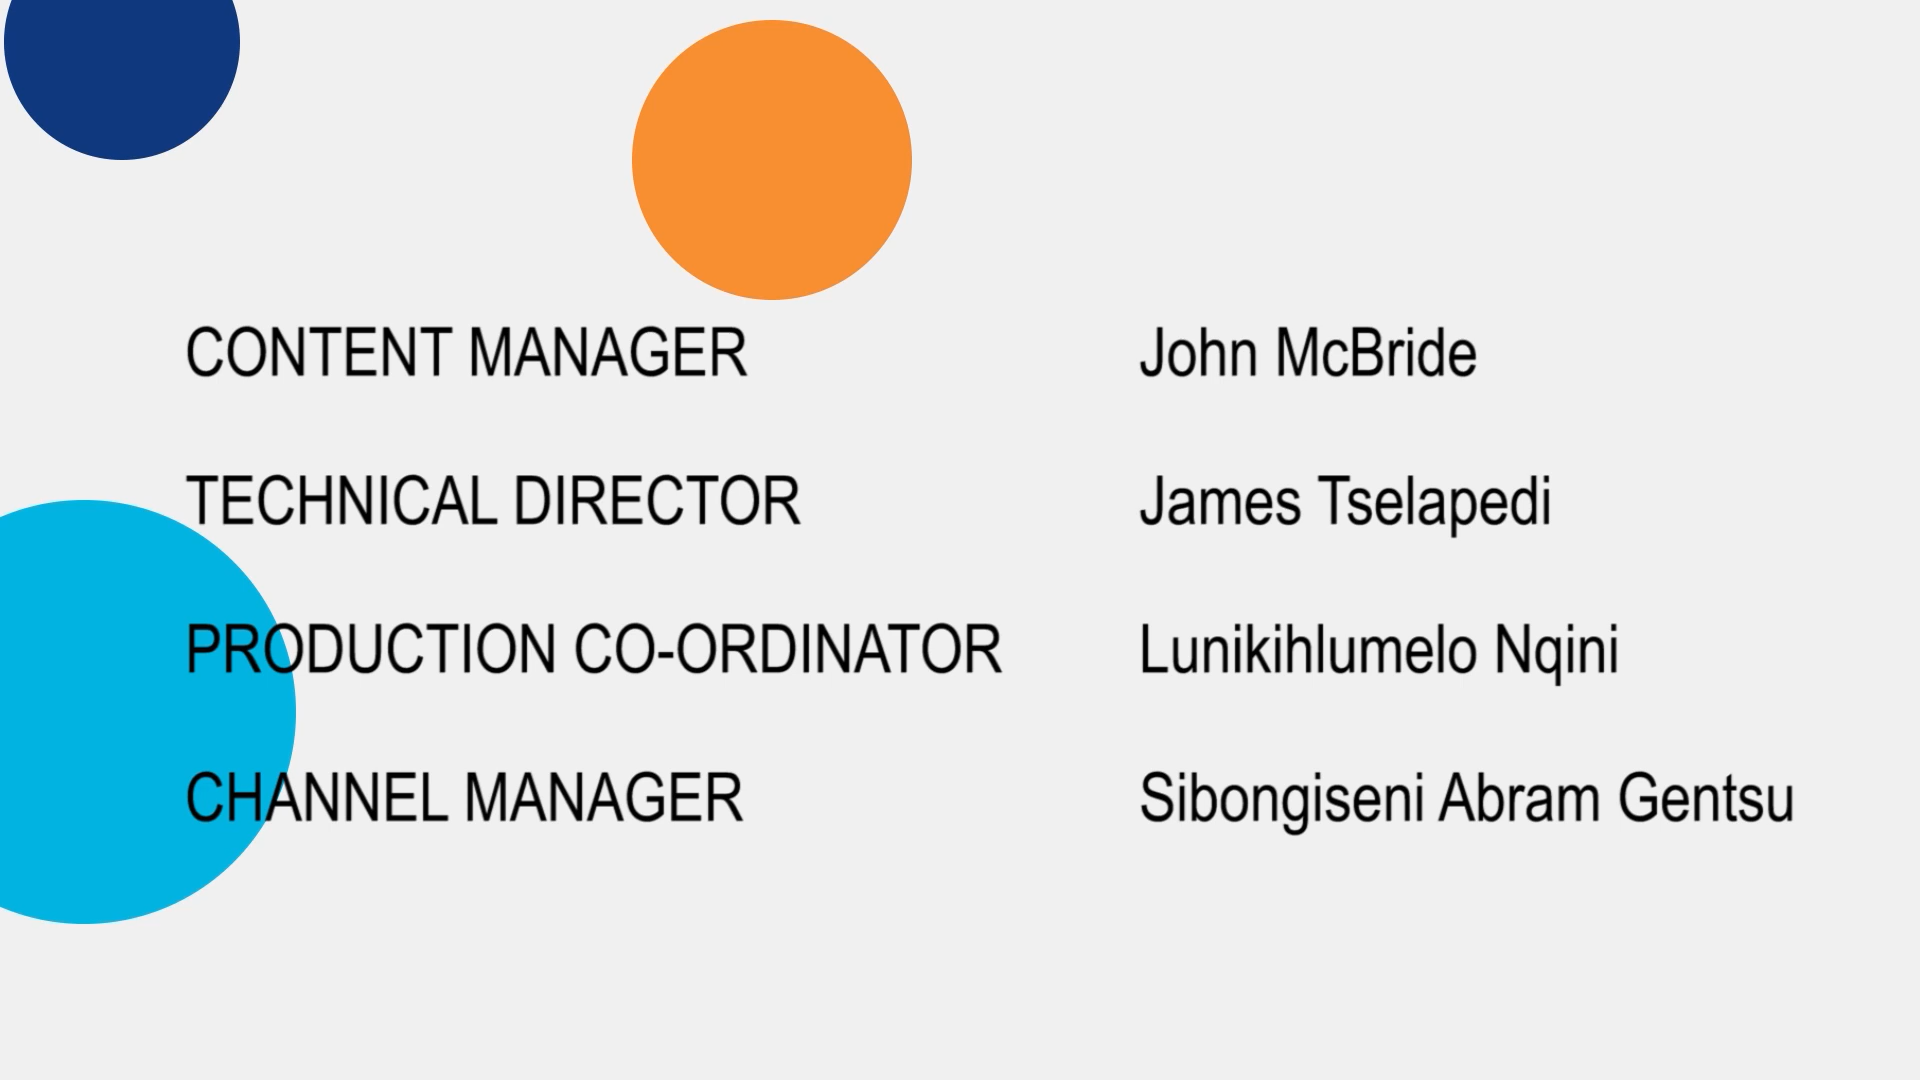 CONTENT MANAGER John McBride
TECHNICAL DIRECTOR James Tselapedi
PRODUCTION CO-ORDINATOR Lunikihlumelo Nqini
CHANNEL MANAGER Sibongiseni Abram Gentsu